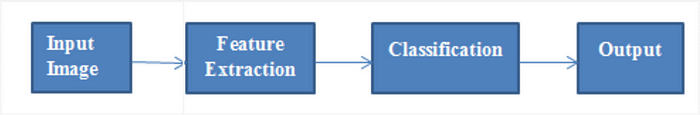 Input
Image
Feature
Extraction
Classification
Output